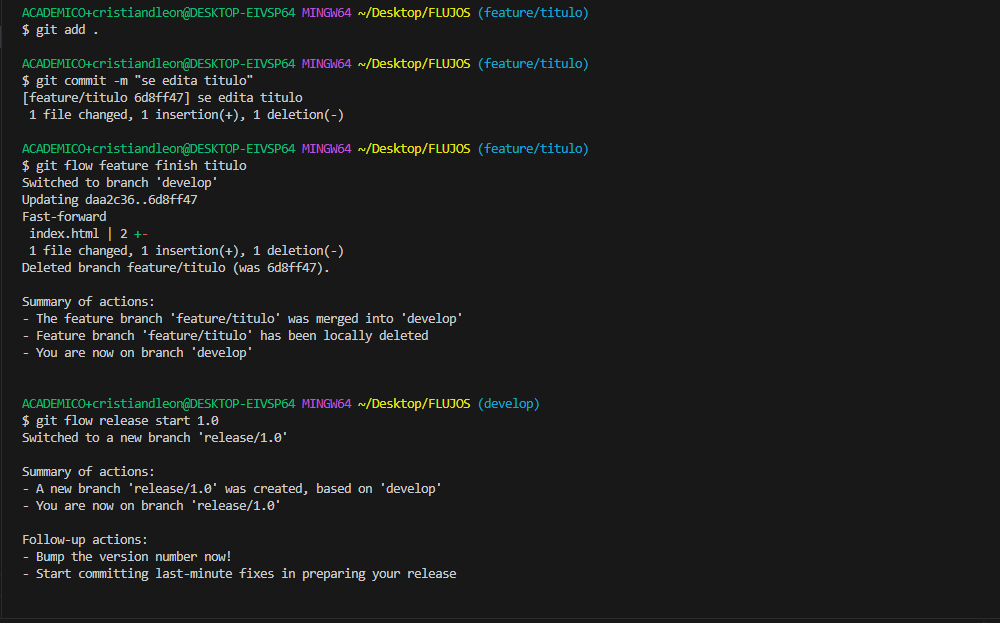 ACADEMICO+cristiandleon@DESKTOP-EIVSP64 MINGW64 ~/Desktop/FLUJOS (feature/titulo)
$ git add .
ACADEMICO+cristiandleon@DESKTOP-EIVSP64 MINGW64 ~/Desktop/FLUJOS (feature/titulo)
$ git commit -m "se edita titulo"
[feature/titulo 6d8ff47] se edita titulo
 1 file changed, 1 insertion(+), 1 deletion(-)
ACADEMICO+cristiandleon@DESKTOP-EIVSP64 MINGW64 ~/Desktop/FLUJOS (feature/titulo)
$ git flow feature finish titulo
Switched to branch 'develop'
Updating daa2c36..6d8ff47
Fast-forward
 index.html | 2 +-
 1 file changed, 1 insertion(+), 1 deletion(-)
Deleted branch feature/titulo (was 6d8ff47).
Summary of actions:
- The feature branch 'feature/titulo' was merged into 'develop'
- Feature branch 'feature/titulo' has been locally deleted
- You are now on branch 'develop'
ACADEMICO+cristiandleon@DESKTOP-EIVSP64 MINGW64 ~/Desktop/FLUJOS (develop)
$ git flow release start 1.0
Switched to a new branch 'release/1.0'
Summary of actions:
- A new branch 'release/1.0' was created, based on 'develop'
- You are now on branch 'release/1.0'
Follow-up actions:
- Bump the version number now!
- Start committing last-minute fixes in preparing your release